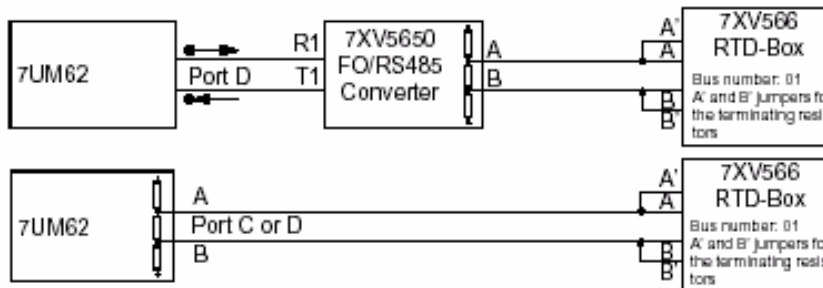 7UM62
Port D
R1
T1
7XV5650
FO/RS485
Converter
A
B
A'
A
B
B'
7XV566
RTD-Box
Bus number: 01
A' and B' jumpers fo
the terminating resis
tors
7UM62
A
Port C or D
B
A'
A
B
B'
7XV566
RTD-Box
Bus number: 01
A' and B' jumpers fo
the terminating resis
tors